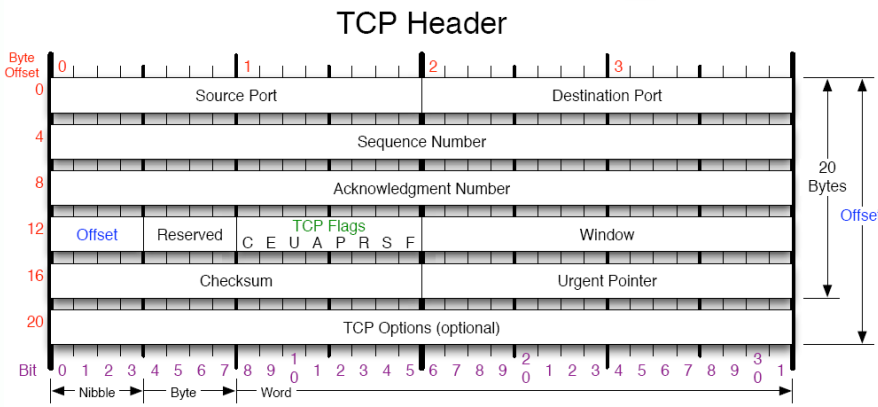 TCP Header
Byte
Offset
0 1 2 3
0 Source Port Destination Port
4 Sequence Number
8 Acknowledgment Number
20
Bytes
Offset
12 Offset Reserved TCP Flags Window
C E U A P R S F
16 Checksum Urgent Pointer
20 TCP Options (optional)
Bit 0 1 2 3 4 5 6 7 8 9 10 1 2 3 4 5 6 7 8 9 20 1 2 3 4 5 6 7 8 9 30 1
Nibble Byte Word